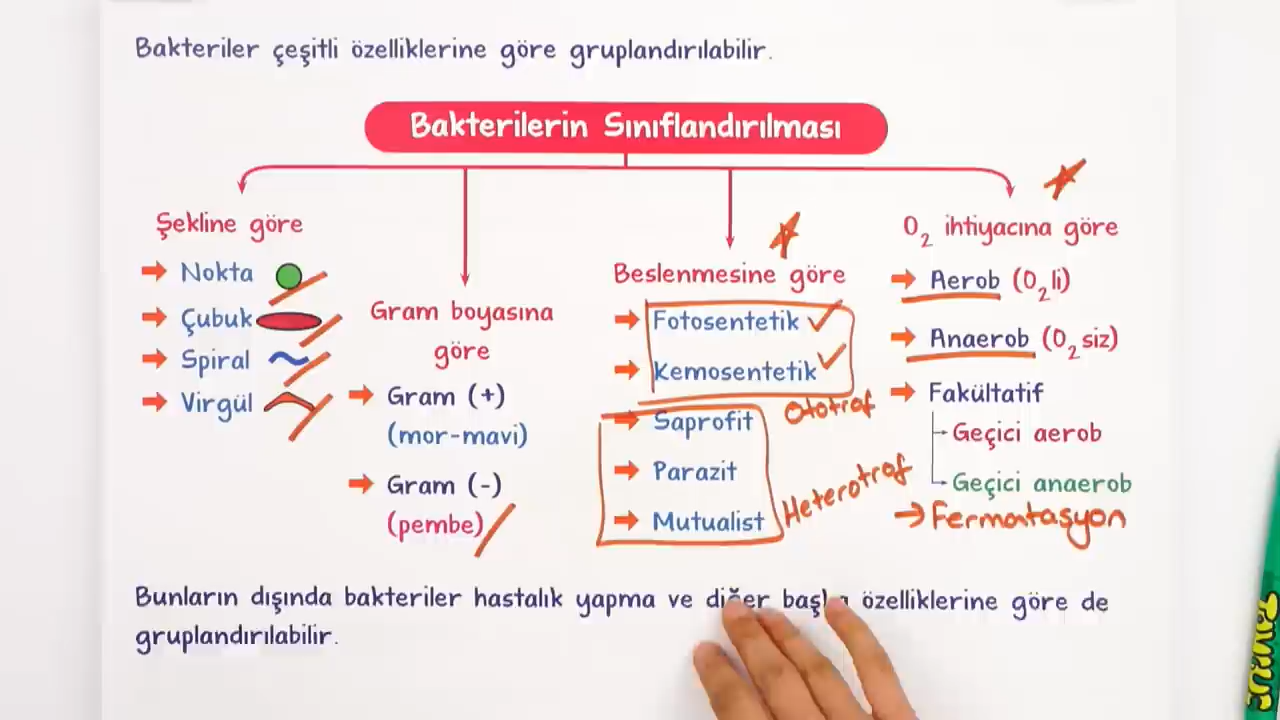 Bakteriler çeşitli özelliklerine göre gruplandırılabilir.
Bakterilerin Sınıflandırılması
Şekline göre
Nokta
Çubuk
Spiral
Virgül
Gram boyasına
göre
Gram (+)
(mor-mavi)
Gram (-)
(pembe)
Beslenmesine göre
Fotosentetik
Kemosentetik
Ototrof
Saprofit
Parazit
Mutualist
Heterotrof
O₂ ihtiyacına göre
Aerob (O₂li)
Anaerob (O₂siz)
Fakültatif
Geçici aerob
Geçici anaerob
→ Fermantasyon
Bunların dışında bakteriler hastalık yapma ve diğer özelliklerine göre de
gruplandırılabilir.